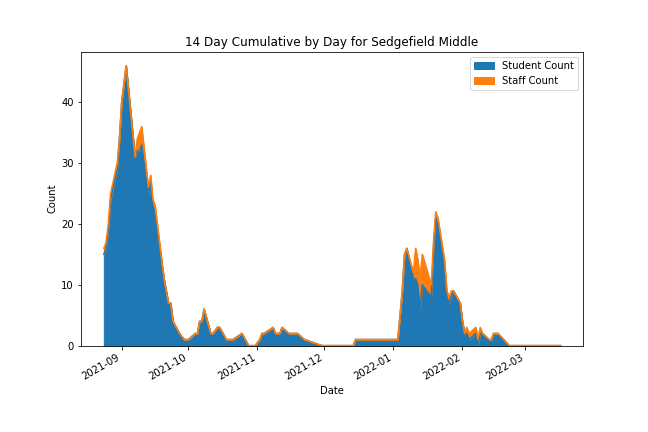 14 Day Cumulative by Day for Sedgefield Middle
Student Count
Staff Count
Count
40
30
20
10
0
2021-09
2021-10
2021-11
2021-12
2022-01
2022-02
2022-03
Date